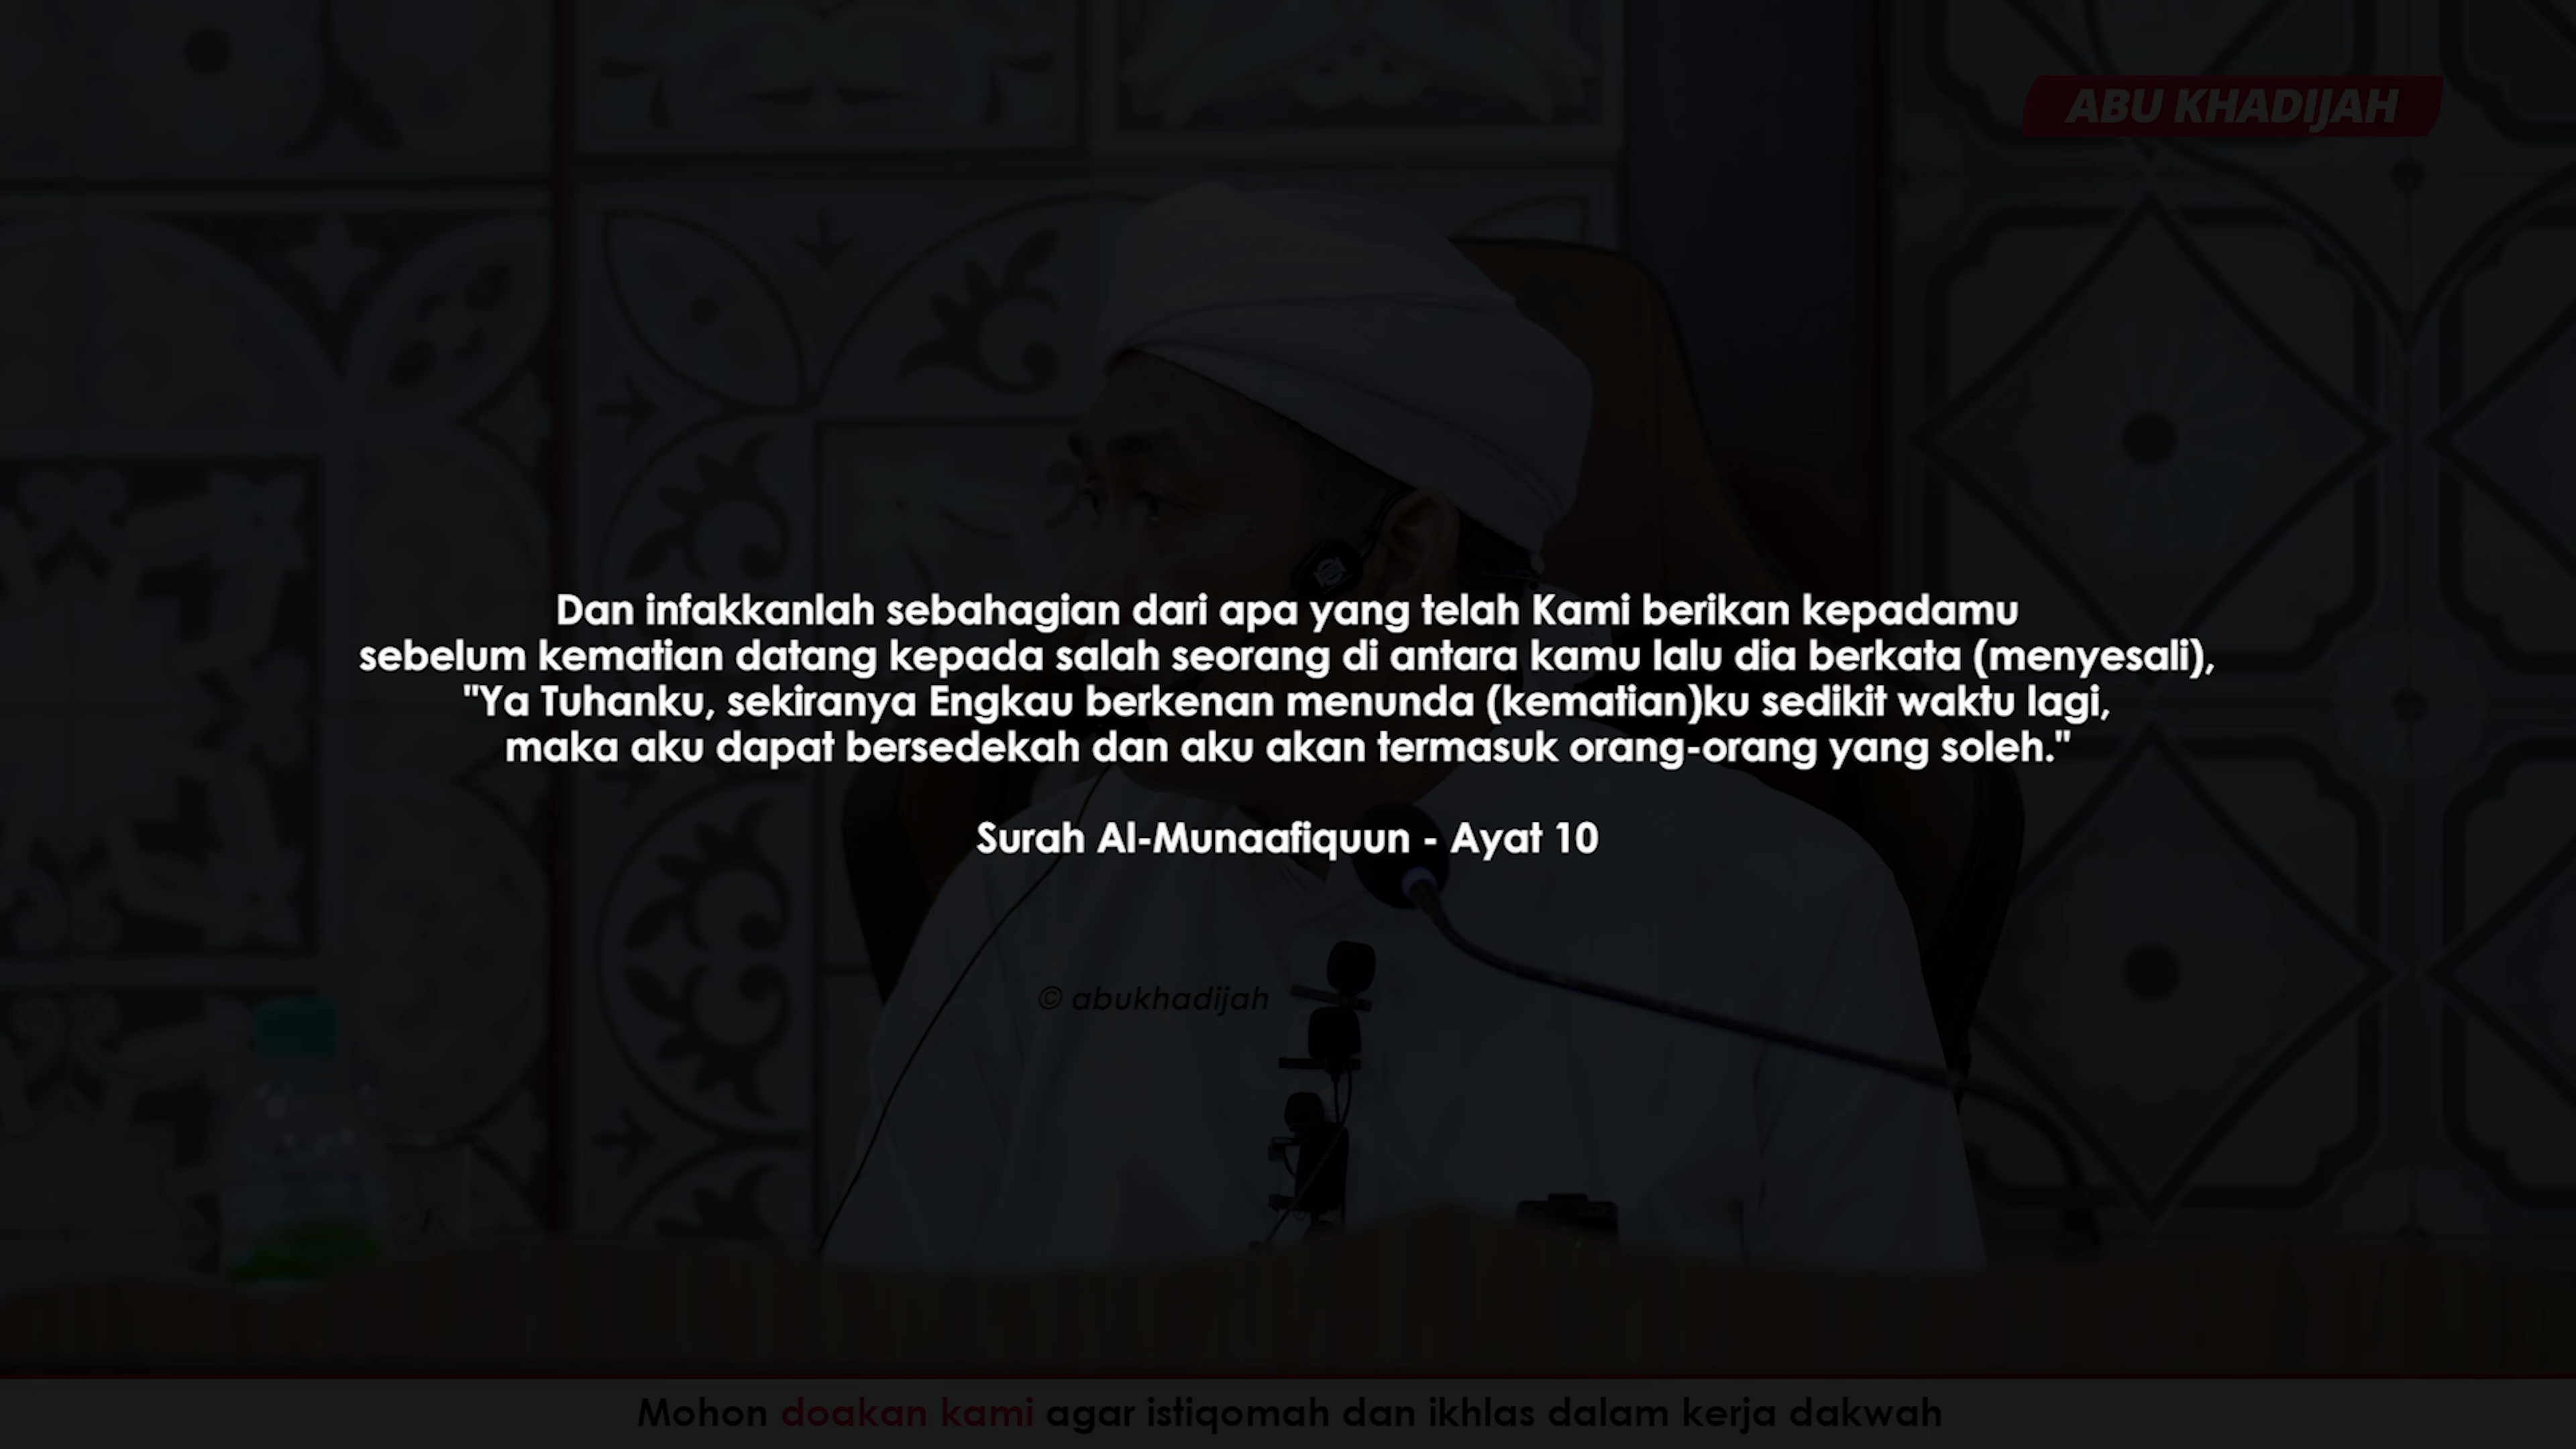 ABU KHADIJAH
Dan infakkanlah sebahagian dari apa yang telah Kami berikan kepadamu
sebelum kematian datang kepada salah seorang di antara kamu lalu dia berkata (menyesali),
"Ya Tuhanku, sekiranya Engkau berkenan menunda (kematian)ku sedikit waktu lagi,
maka aku dapat bersedekah dan aku akan termasuk orang-orang yang soleh."
Surah Al-Munaafiquun - Ayat 10
© abukhadijah
Mohon doakan kami agar istiqomah dan ikhlas dalam kerja dakwah